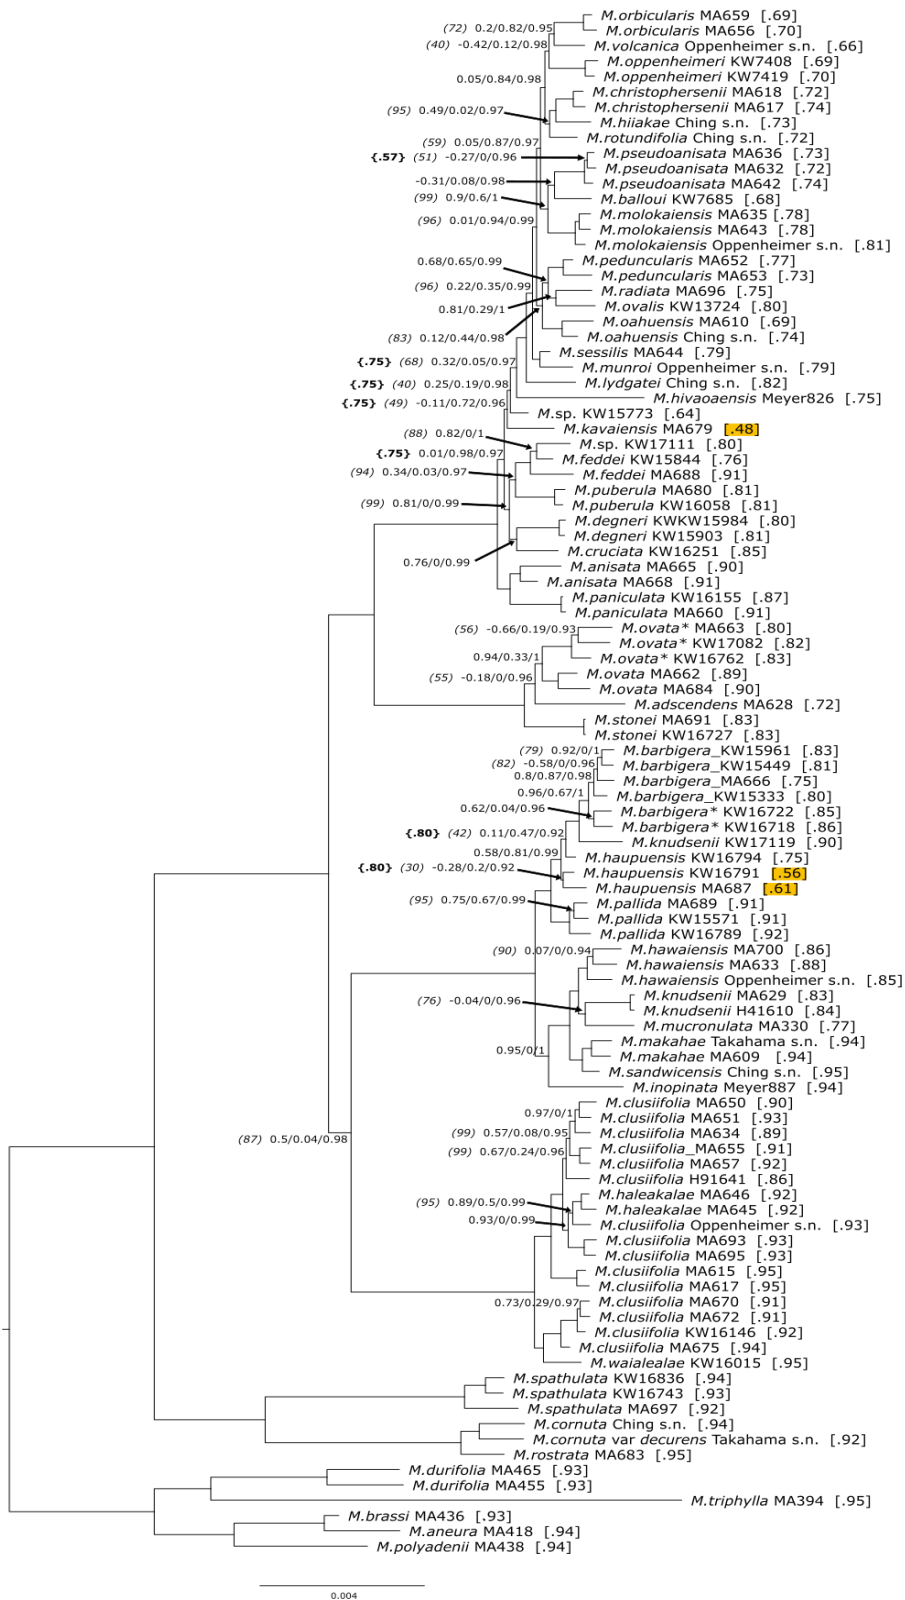 M.orbicularis MA659 [.69]
(72) 0.2/0.82/0.95
M.orbicularis MA656 [.70]
(40) -0.42/0.12/0.98
M.volcanica Oppenheimer s.n. [.66]
M.oppenheimeri KW7408 [.69]
0.05/0.84/0.98
M.oppenheimeri KW7419 [.70]
M.christophersenii MA618 [.72]
(95) 0.49/0.02/0.97
M.christophersenii MA617 [.74]
M.hiiakae Ching s.n. [.73]
M.rotundifolia Ching s.n. [.72]
(59) 0.05/0.87/0.97
{.57} (51) -0.27/0/0.96
M.pseudoanisata MA636 [.73]
M.pseudoanisata MA632 [.72]
-0.31/0.08/0.98
M.pseudoanisata MA642 [.74]
(99) 0.9/0.6/1
M.balloui KW7685 [.68]
M.molokaiensis MA635 [.78]
(96) 0.01/0.94/0.99
M.molokaiensis MA643 [.78]
M.molokaiensis Oppenheimer s.n. [.81]
0.68/0.65/0.99
M.peduncularis MA652 [.77]
M.peduncularis MA653 [.73]
(96) 0.22/0.35/0.99
M.radiata MA696 [.75]
0.81/0.29/1
M.ovalis KW13724 [.80]
M.oahuensis MA610 [.69]
(83) 0.12/0.44/0.98
M.oahuensis Ching s.n. [.74]
M.sessilis MA644 [.79]
{.75} (68) 0.32/0.05/0.97
M.munroi Oppenheimer s.n. [.79]
{.75} (40) 0.25/0.19/0.98
M.lydgatei Ching s.n. [.82]
{.75} (49) -0.11/0.72/0.96
M.hivaoaensis Meyer826 [.75]
M.sp. KW15773 [.64]
M.kavaiensis MA679 [.48]
(88) 0.82/0/1
M.sp. KW17111 [.80]
{.75} 0.01/0.98/0.97
M.feddei KW15844 [.76]
(94) 0.34/0.03/0.97
M.feddei MA688 [.91]
M.puberula MA680 [.81]
(99) 0.81/0/0.99
M.puberula KW16058 [.81]
M.degneri KWKW15984 [.80]
M.degneri KW15903 [.81]
M.cruciata KW16251 [.85]
0.76/0/0.99
M.anisata MA665 [.90]
M.anisata MA668 [.91]
M.paniculata KW16155 [.87]
M.paniculata MA660 [.91]
(56) -0.66/0.19/0.93
M.ovata* MA663 [.80]
M.ovata* KW17082 [.82]
0.94/0.33/1
M.ovata* KW16762 [.83]
(55) -0.18/0/0.96
M.ovata MA662 [.89]
M.ovata MA684 [.90]
M.adscendens MA628 [.72]
M.stonei MA691 [.83]
M.stonei KW16727 [.83]
(79) 0.92/0/1
M.barbigera_KW15961 [.83]
(82) -0.58/0/0.96
M.barbigera_KW15449 [.81]
0.8/0.87/0.98
M.barbigera_MA666 [.75]
0.96/0.67/1
M.barbigera_KW15333 [.80]
0.62/0.04/0.96
M.barbigera* KW16722 [.85]
M.barbigera* KW16718 [.86]
{.80} (42) 0.11/0.47/0.92
M.knudsenii KW17119 [.90]
0.58/0.81/0.99
M.haupuensis KW16794 [.75]
{.80} (30) -0.28/0.2/0.92
M.haupuensis KW16791 [.56]
M.haupuensis MA687 [.61]
(95) 0.75/0.67/0.99
M.pallida MA689 [.91]
M.pallida KW15571 [.91]
M.pallida KW16789 [.92]
(90) 0.07/0/0.94
M.hawaiensis MA700 [.86]
M.hawaiensis MA633 [.88]
M.hawaiensis Oppenheimer s.n. [.85]
(76) -0.04/0/0.96
M.knudsenii MA629 [.83]
M.knudsenii H41610 [.84]
M.mucronulata MA330 [.77]
M.makahae Takahama s.n. [.94]
0.95/0/1
M.makahae MA609 [.94]
M.sandwicensis Ching s.n. [.95]
M.inopinata Meyer887 [.94]
M.clusiifolia MA650 [.90]
0.97/0/1
M.clusiifolia MA651 [.93]
(87) 0.5/0.04/0.98
(99) 0.57/0.08/0.95
M.clusiifolia MA634 [.89]
(99) 0.67/0.24/0.96
M.clusiifolia_MA655 [.91]
M.clusiifolia MA657 [.92]
M.clusiifolia H91641 [.86]
(95) 0.89/0.5/0.99
M.haleakalae MA646 [.92]
M.haleakalae MA645 [.92]
0.93/0/0.99
M.clusiifolia Oppenheimer s.n. [.93]
M.clusiifolia MA693 [.93]
M.clusiifolia MA695 [.93]
M.clusiifolia MA615 [.95]
M.clusiifolia MA617 [.95]
0.73/0.29/0.97
M.clusiifolia MA670 [.91]
M.clusiifolia MA672 [.91]
M.clusiifolia KW16146 [.92]
M.clusiifolia MA675 [.94]
M.waialealae KW16015 [.95]
M.spathulata KW16836 [.94]
M.spathulata KW16743 [.93]
M.spathulata MA697 [.92]
M.cornuta Ching s.n. [.94]
M.cornuta var decurens Takahama s.n. [.92]
M.rostrata MA683 [.95]
M.durifolia MA465 [.93]
M.durifolia MA455 [.93]
M.triphylla MA394 [.95]
M.brassi MA436 [.93]
M.aneura MA418 [.94]
M.polyadenii MA438 [.94]
0.004